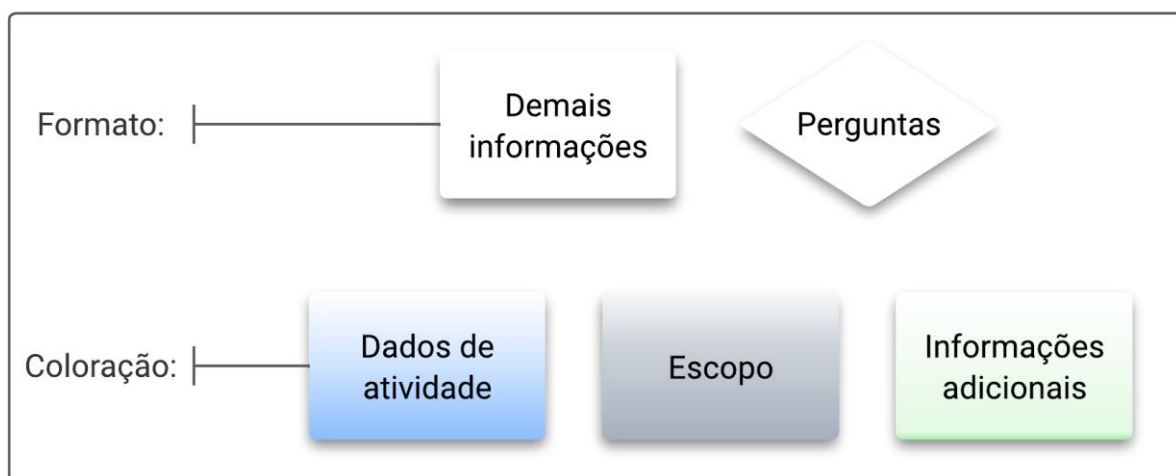 Formato:
Demais
informações
Perguntas
Coloração:
Dados de
atividade
Escopo
Informações
adicionais